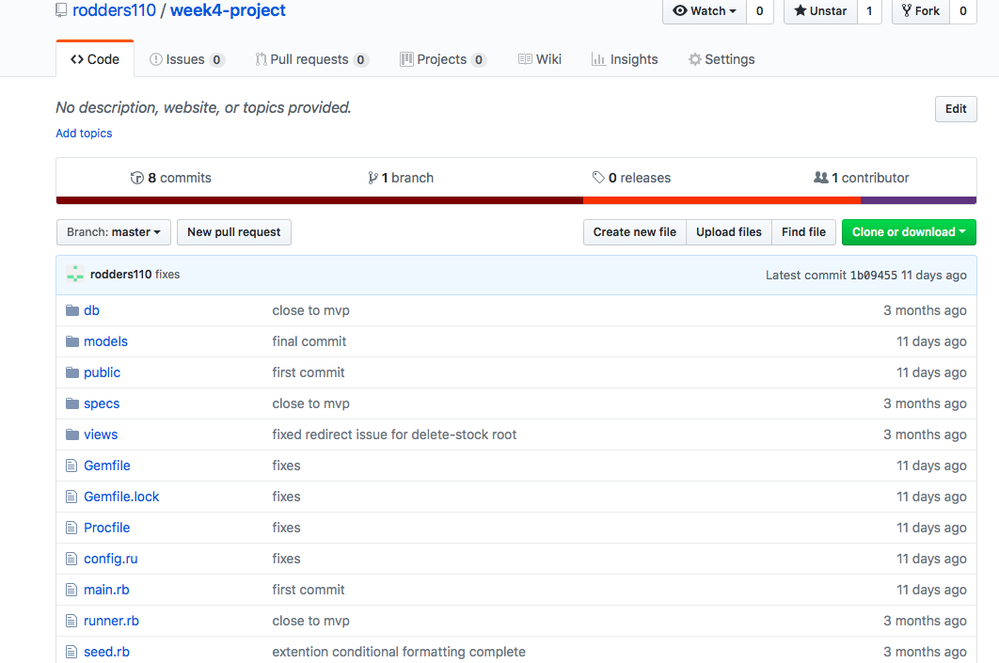 rodders110 / week4-project
Watch 0 Unstar 1 Fork 0
Code Issues 0 Pull requests 0 Projects 0 Wiki Insights Settings
No description, website, or topics provided. Edit
Add topics
8 commits 1 branch 0 releases 1 contributor
Branch: master New pull request Create new file Upload files Find file Clone or download
rodders110 fixes Latest commit 1b09455 11 days ago
db close to mvp 3 months ago
models final commit 11 days ago
public first commit 11 days ago
specs close to mvp 3 months ago
views fixed redirect issue for delete-stock root 3 months ago
Gemfile fixes 11 days ago
Gemfile.lock fixes 11 days ago
Procfile fixes 11 days ago
config.ru fixes 11 days ago
main.rb first commit 11 days ago
runner.rb close to mvp 3 months ago
seed.rb extention conditional formatting complete 3 months ago